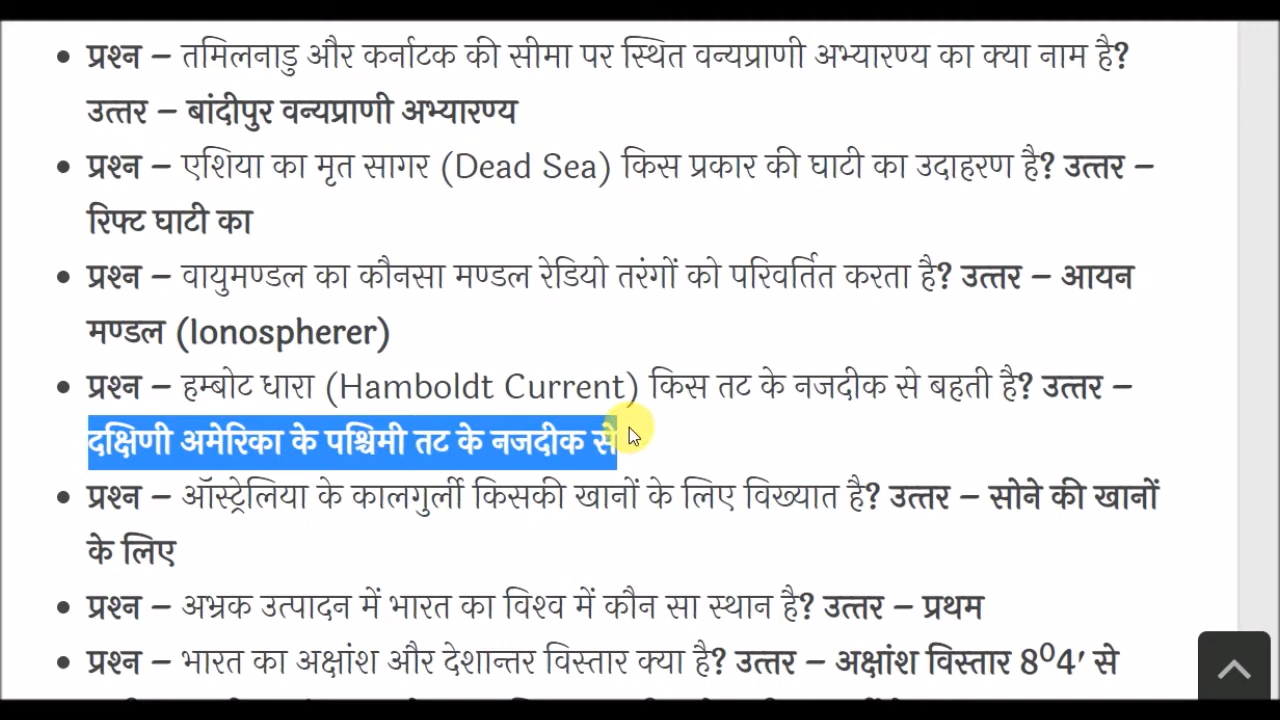 • प्रश्न – तमिलनाडु और कर्नाटक की सीमा पर स्थित वन्यप्राणी अभ्यारण्य का क्या नाम है?
उत्तर – बांदीपुर वन्यप्राणी अभ्यारण्य
• प्रश्न – एशिया का मृत सागर (Dead Sea) किस प्रकार की घाटी का उदाहरण है? उत्तर –
रिफ्ट घाटी का
• प्रश्न – वायुमण्डल का कौनसा मण्डल रेडियो तरंगों को परिवर्तित करता है? उत्तर – आयन
मण्डल (Ionospherer)
• प्रश्न – हम्बोट धारा (Hamboldt Current) किस तट के नजदीक से बहती है? उत्तर –
दक्षिणी अमेरिका के पश्चिमी तट के नजदीक से
• प्रश्न – ऑस्ट्रेलिया के कालगुर्ली किसकी खानों के लिए विख्यात है? उत्तर – सोने की खानों
के लिए
• प्रश्न – अभ्रक उत्पादन में भारत का विश्व में कौन सा स्थान है? उत्तर – प्रथम
• प्रश्न – भारत का अक्षांश और देशान्तर विस्तार क्या है? उत्तर – अक्षांश विस्तार 8⁰4′ से